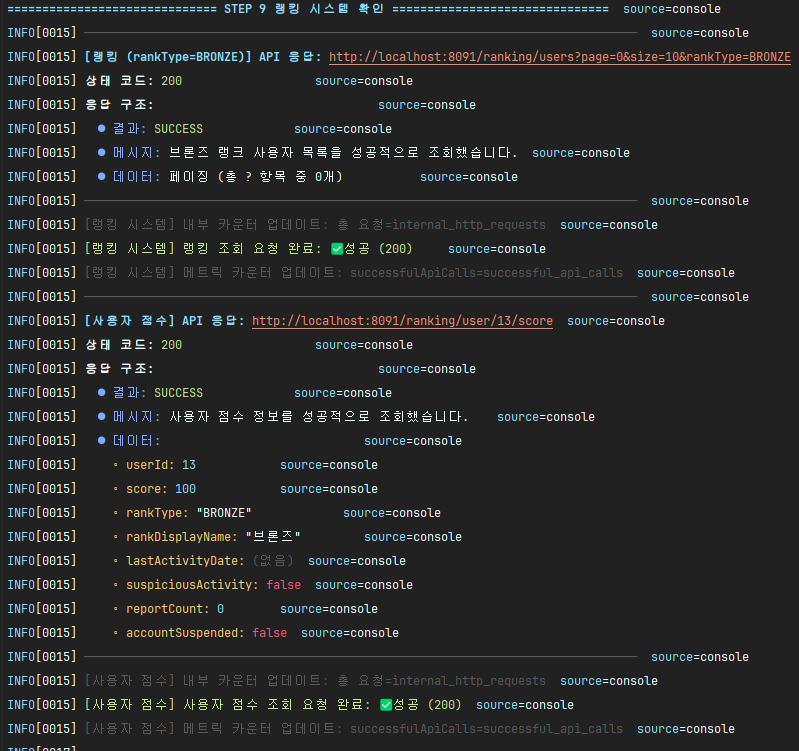 ============================== STEP 9 랭킹 시스템 확인 ===============================  source=console
INFO[0015] ───────────────────────────────────────────────────────────────────────────────  source=console
INFO[0015] [랭킹 (rankType=BRONZE)] API 응답: http://localhost:8091/ranking/users?page=0&size=10&rankType=BRONZE
INFO[0015] 상태 코드: 200                   source=console
INFO[0015] 응답 구조:                                source=console
INFO[0015]   ● 결과: SUCCESS             source=console
INFO[0015]   ● 메시지: 브론즈 랭크 사용자 목록을 성공적으로 조회했습니다.  source=console
INFO[0015]   ● 데이터: 페이징 (총 ? 항목 중 0개)           source=console
INFO[0015] ───────────────────────────────────────────────────────────────────────────────  source=console
INFO[0015] [랭킹 시스템] 내부 카운터 업데이트: 총 요청=internal_http_requests  source=console
INFO[0015] [랭킹 시스템] 랭킹 조회 요청 완료: ✅성공 (200)     source=console
INFO[0015] [랭킹 시스템] 메트릭 카운터 업데이트: successfulApiCalls=successful_api_calls  source=console
INFO[0015] ───────────────────────────────────────────────────────────────────────────────  source=console
INFO[0015] [사용자 점수] API 응답: http://localhost:8091/ranking/user/13/score  source=console
INFO[0015] 상태 코드: 200                   source=console
INFO[0015] 응답 구조:                                source=console
INFO[0015]   ● 결과: SUCCESS             source=console
INFO[0015]   ● 메시지: 사용자 점수 정보를 성공적으로 조회했습니다.    source=console
INFO[0015]   ● 데이터:                             source=console
INFO[0015]     ◦ userId: 13            source=console
INFO[0015]     ◦ score: 100            source=console
INFO[0015]     ◦ rankType: "BRONZE"             source=console
INFO[0015]     ◦ rankDisplayName: "브론즈"         source=console
INFO[0015]     ◦ lastActivityDate: (없음)  source=console
INFO[0015]     ◦ suspiciousActivity: false  source=console
INFO[0015]     ◦ reportCount: 0        source=console
INFO[0015]     ◦ accountSuspended: false  source=console
INFO[0015] ───────────────────────────────────────────────────────────────────────────────  source=console
INFO[0015] [사용자 점수] 내부 카운터 업데이트: 총 요청=internal_http_requests  source=console
INFO[0015] [사용자 점수] 사용자 점수 조회 요청 완료: ✅성공 (200)  source=console
INFO[0015] [사용자 점수] 메트릭 카운터 업데이트: successfulApiCalls=successful_api_calls  source=console